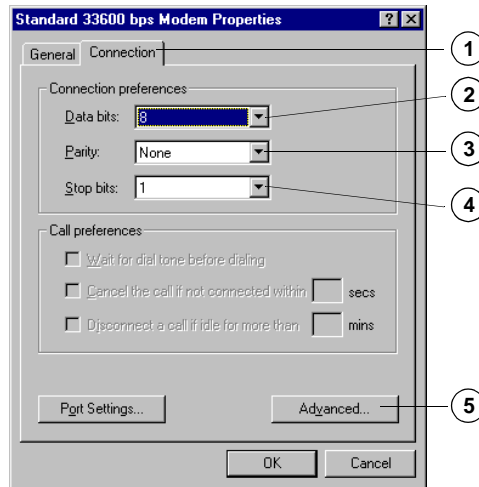 Standard 33600 bps Modem Properties
General Connection
1
Connection preferences
2
Data bits: 8
Parity: None
3
Stop bits: 1
4
Call preferences
Wait for dial tone before dialing
Cancel the call if not connected within secs
Disconnect a call if idle for more than mins
Port Settings... Advanced...
5
OK Cancel